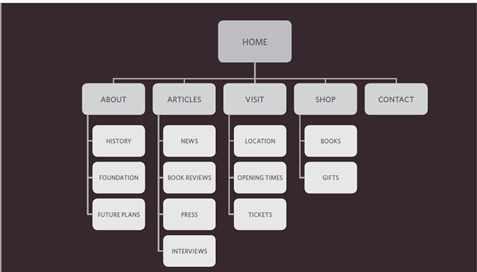 HOME
ABOUT
ARTICLES
VISIT
SHOP
CONTACT
HISTORY
NEWS
LOCATION
BOOKS
FOUNDATION
BOOK REVIEWS
OPENING TIMES
GIFTS
FUTURE PLANS
PRESS
TICKETS
INTERVIEWS